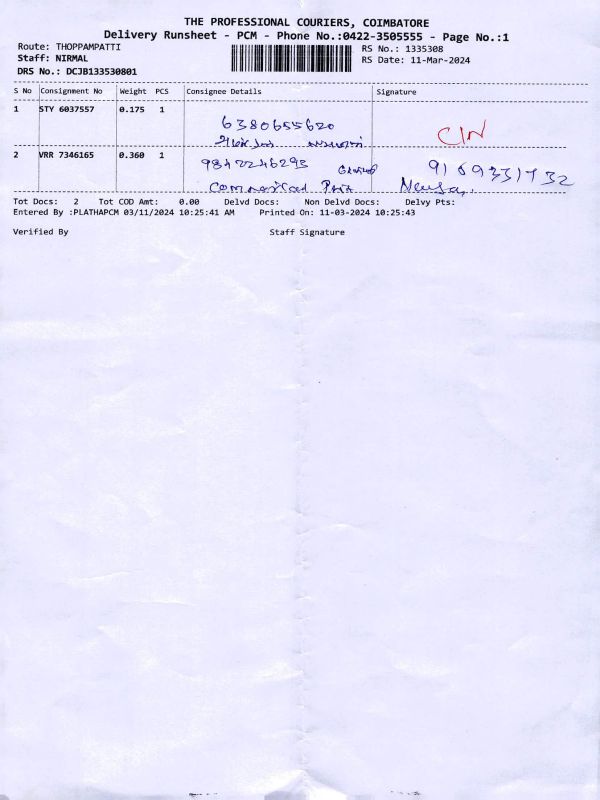 THE PROFESSIONAL COURIERS, COIMBATORE
Delivery Runsheet - PCM - Phone No.:0422-3505555 - Page No.:1
Route: THOPPAMPATTI RS No.: 1335308
Staff: NIRMAL RS Date: 11-Mar-2024
DRS No.: DCJB133530801
S No Consignment No Weight PCS Consignee Details Signature
1 STY 6037557 0.175 1
6380655620 C/N
2 VRR 7346165 0.360 1
9842246293 9169331732
Commerical
Tot Docs: 2 Tot COD Amt: 0.00 Delvd Docs: Non Delvd Docs: Delvy Pts:
Entered By :PLATHAPCM 03/11/2024 10:25:41 AM Printed On: 11-03-2024 10:25:43
Verified By Staff Signature